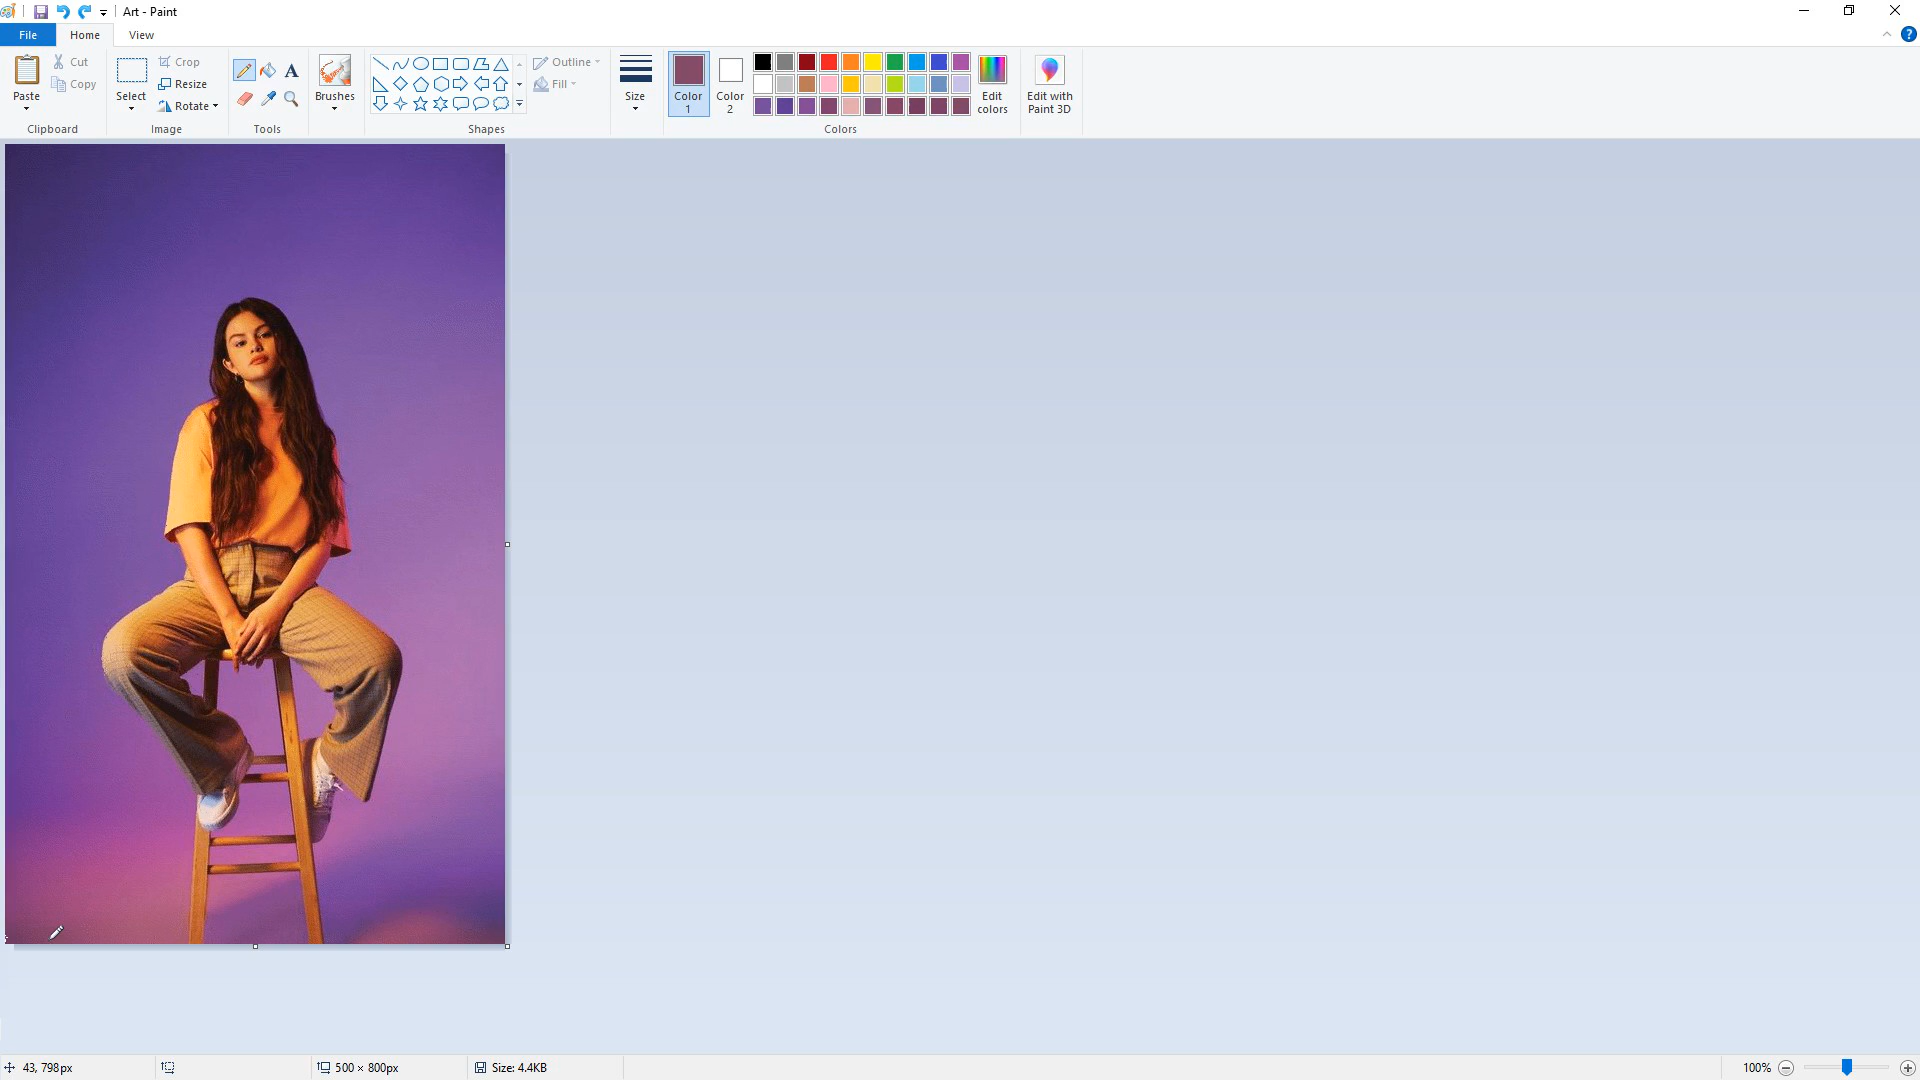 Art - Paint
File Home View
Paste Cut Copy Clipboard
Select Crop Resize Rotate Image
Tools
Brushes
Shapes Outline Fill
Size
Color 1
Color 2
Edit colors
Colors
Edit with Paint 3D
43, 798px
500 × 800px
Size: 4.4KB
100%